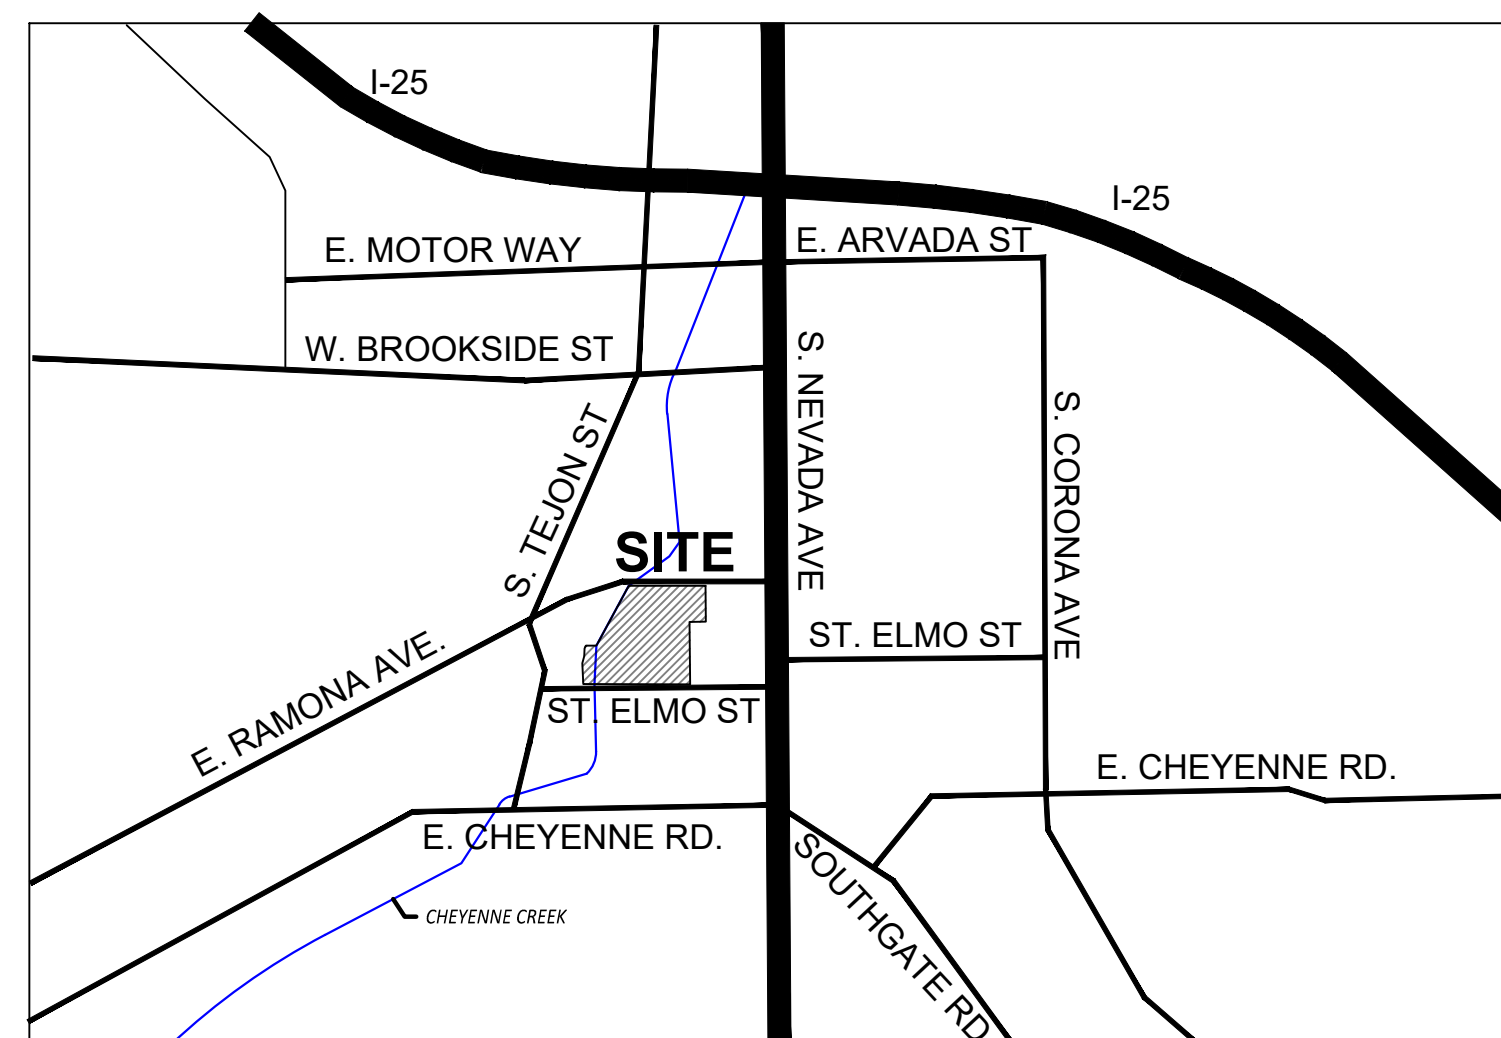 I-25
I-25
E. MOTOR WAY
E. ARVADA ST
W. BROOKSIDE ST
S. NEVADA AVE
S. CORONA AVE
S. TEJON ST
SITE
ST. ELMO ST
E. RAMONA AVE.
ST. ELMO ST
E. CHEYENNE RD.
E. CHEYENNE RD.
SOUTHGATE RD
CHEYENNE CREEK